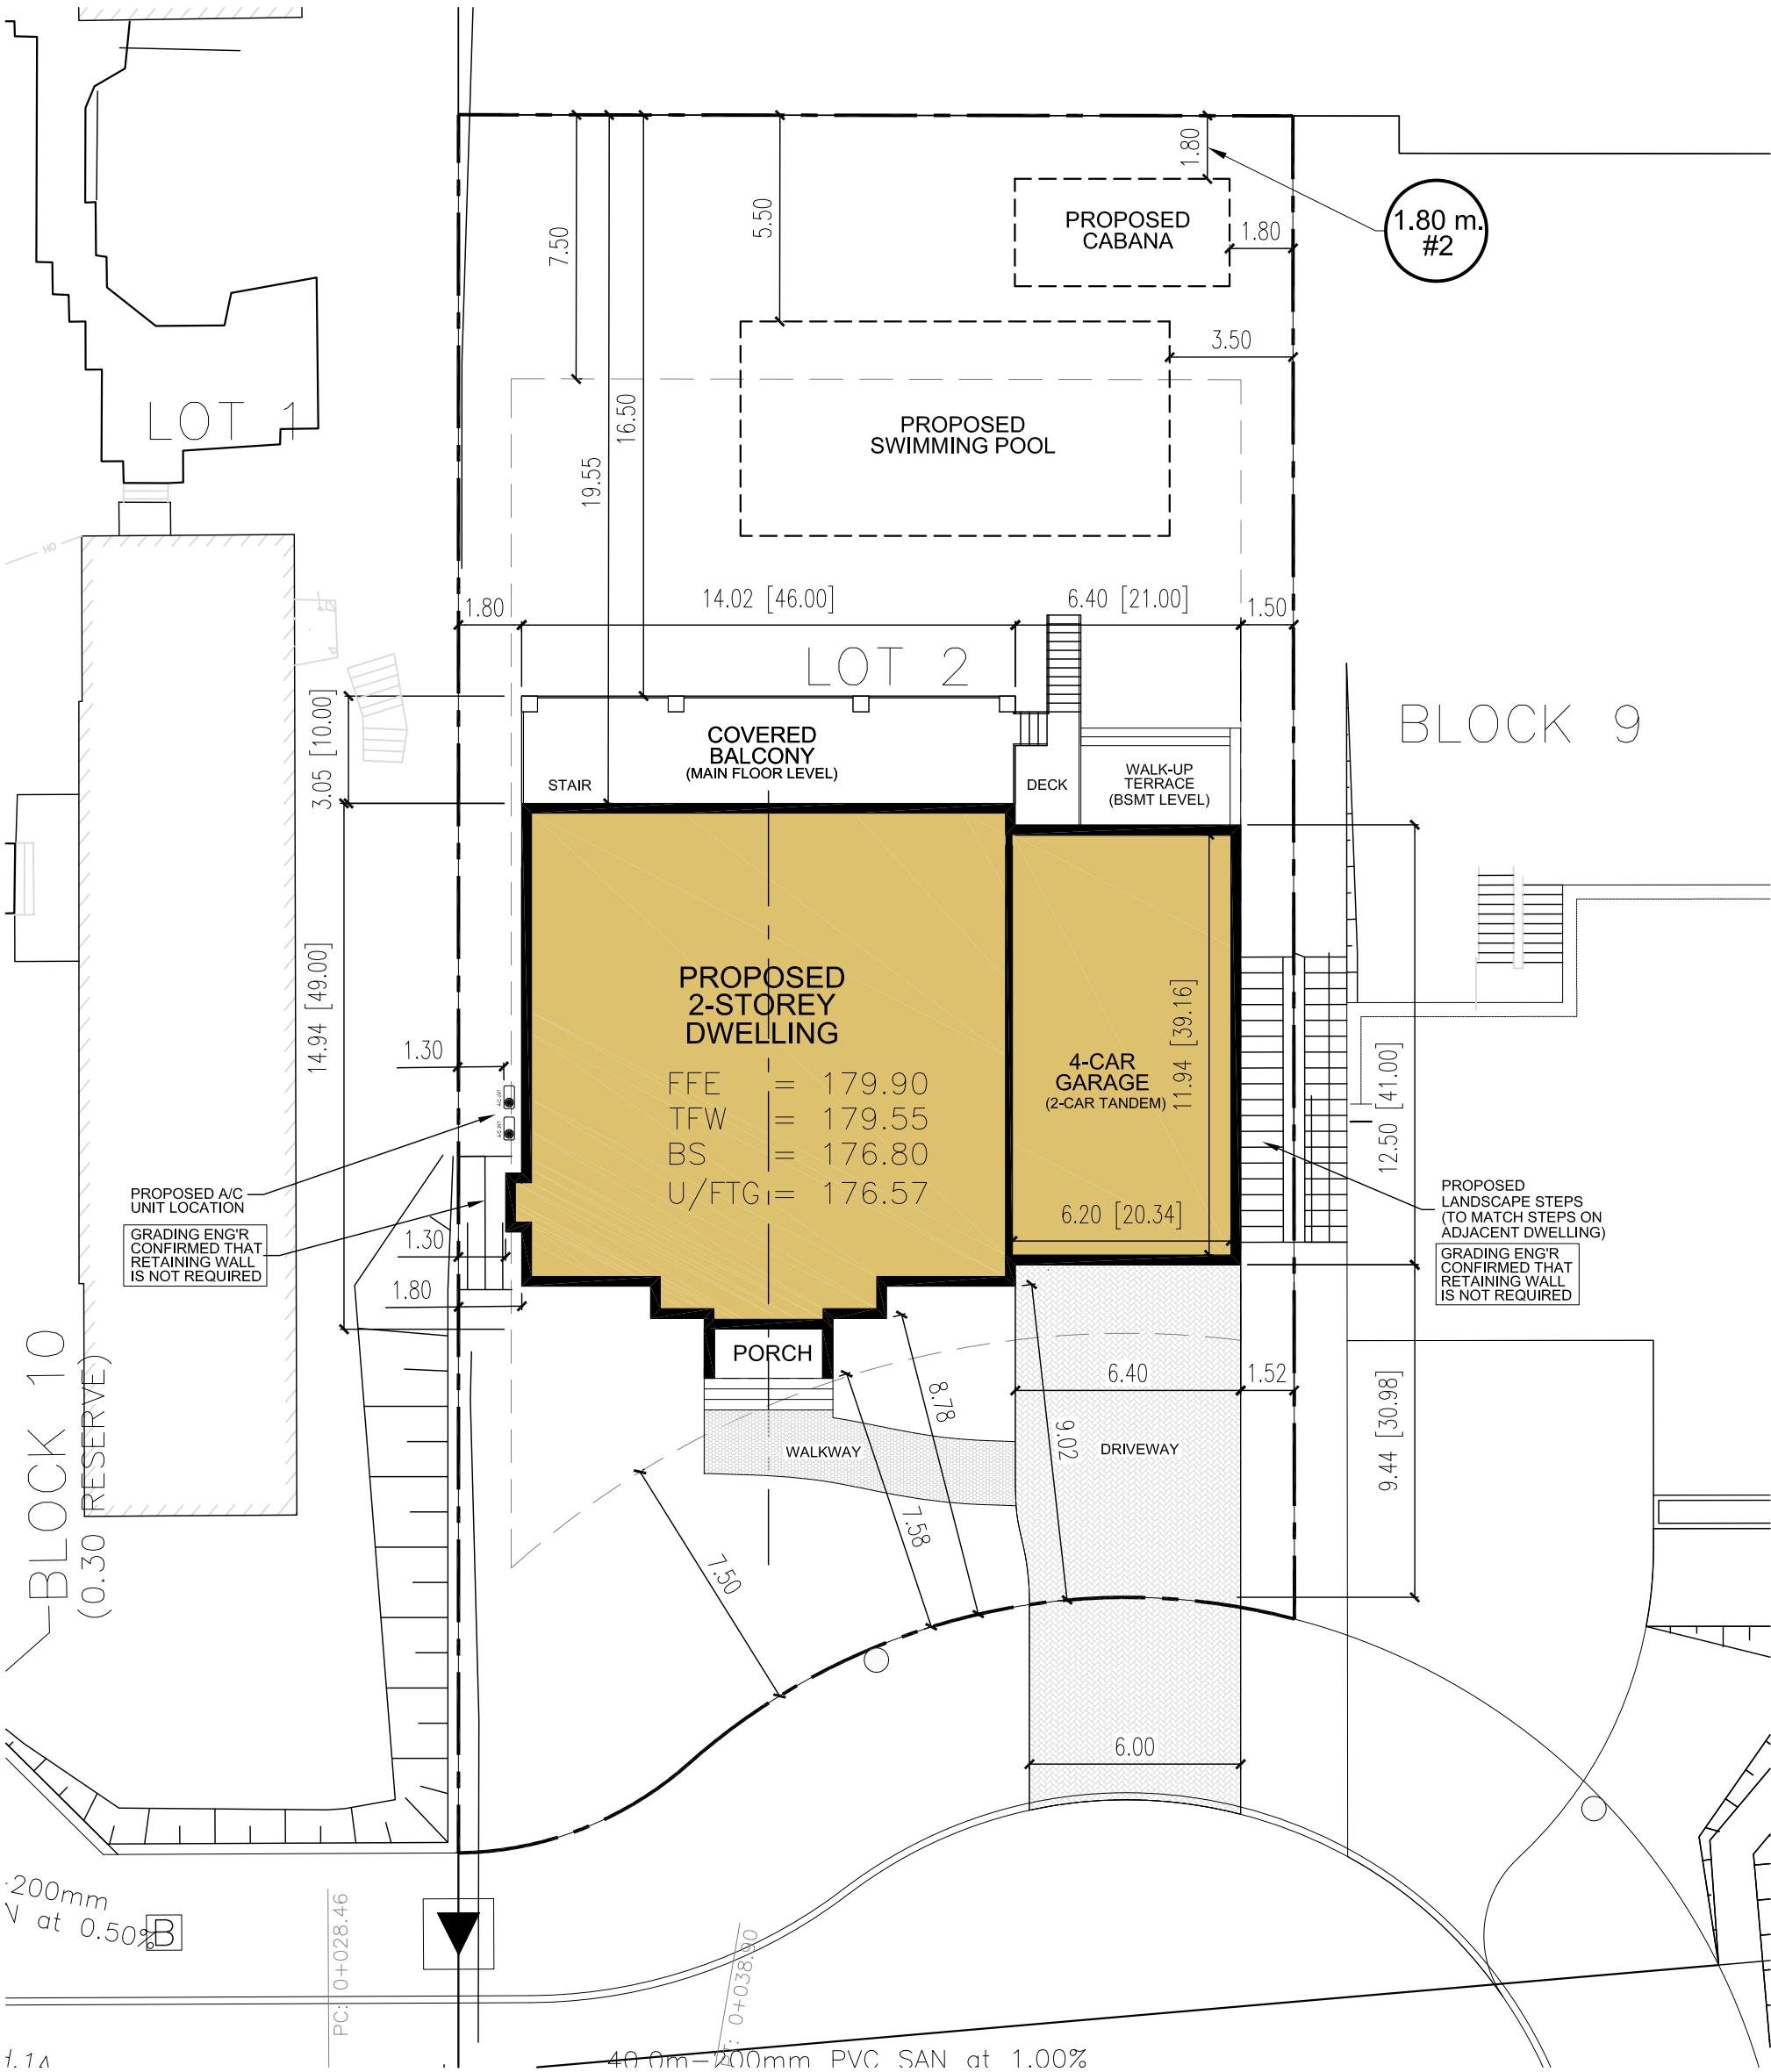 1.80
1.80 m.
#2
PROPOSED
CABANA
1.80
5.50
7.50
3.50
LOT 1
16.50
PROPOSED
SWIMMING POOL
19.55
HO
1.80
14.02 [46.00]
6.40 [21.00]
1.50
LOT 2
BLOCK 9
3.05 [10.00]
COVERED
BALCONY
(MAIN FLOOR LEVEL)
STAIR
DECK
WALK-UP
TERRACE
(BSMT LEVEL)
14.94 [49.00]
PROPOSED
2-STOREY
DWELLING
FFE = 179.90
TFW = 179.55
BS = 176.80
U/FTG = 176.57
4-CAR
GARAGE
(2-CAR TANDEM)
11.94 [39.16]
6.20 [20.34]
12.50 [41.00]
1.30
PROPOSED A/C
UNIT LOCATION
GRADING ENG'R
CONFIRMED THAT
RETAINING WALL
IS NOT REQUIRED
1.30
1.80
PROPOSED
LANDSCAPE STEPS
(TO MATCH STEPS ON
ADJACENT DWELLING)
GRADING ENG'R
CONFIRMED THAT
RETAINING WALL
IS NOT REQUIRED
PORCH
6.40
1.52
8.78
9.02
9.44 [30.98]
WALKWAY
DRIVEWAY
7.58
7.50
BLOCK 10
(0.30 RESERVE)
6.00
200mm
at 0.50%
B
PC: 0+028.46
0+038.90
40.0m-200mm PVC SAN at 1.00%